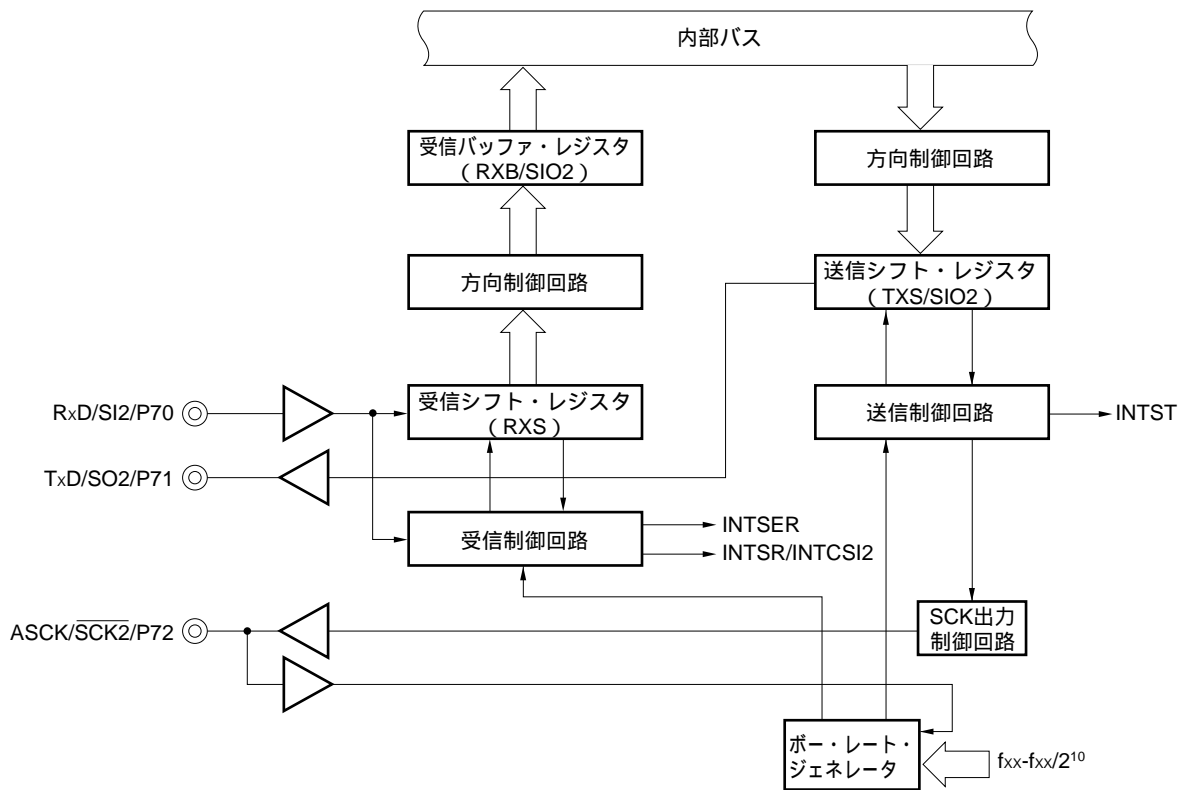 内部バス
受信バッファ・レジスタ
（RXB/SIO2）
方向制御回路
方向制御回路
送信シフト・レジスタ
（TXS/SIO2）
RxD/SI2/P70
受信シフト・レジスタ
（RXS）
送信制御回路
INTST
TxD/SO2/P71
受信制御回路
INTSER
INTSR/INTCSI2
ASCK/S̅C̅K̅2̅/P72
SCK出力
制御回路
ボー・レート・
ジェネレータ
fxx-fxx/2¹⁰